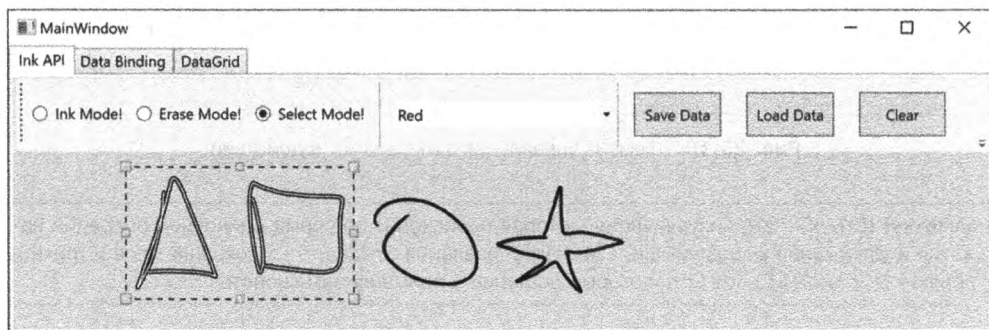 MainWindow
Ink API Data Binding DataGrid
Ink Mode! Erase Mode! Select Mode! Red Save Data Load Data Clear